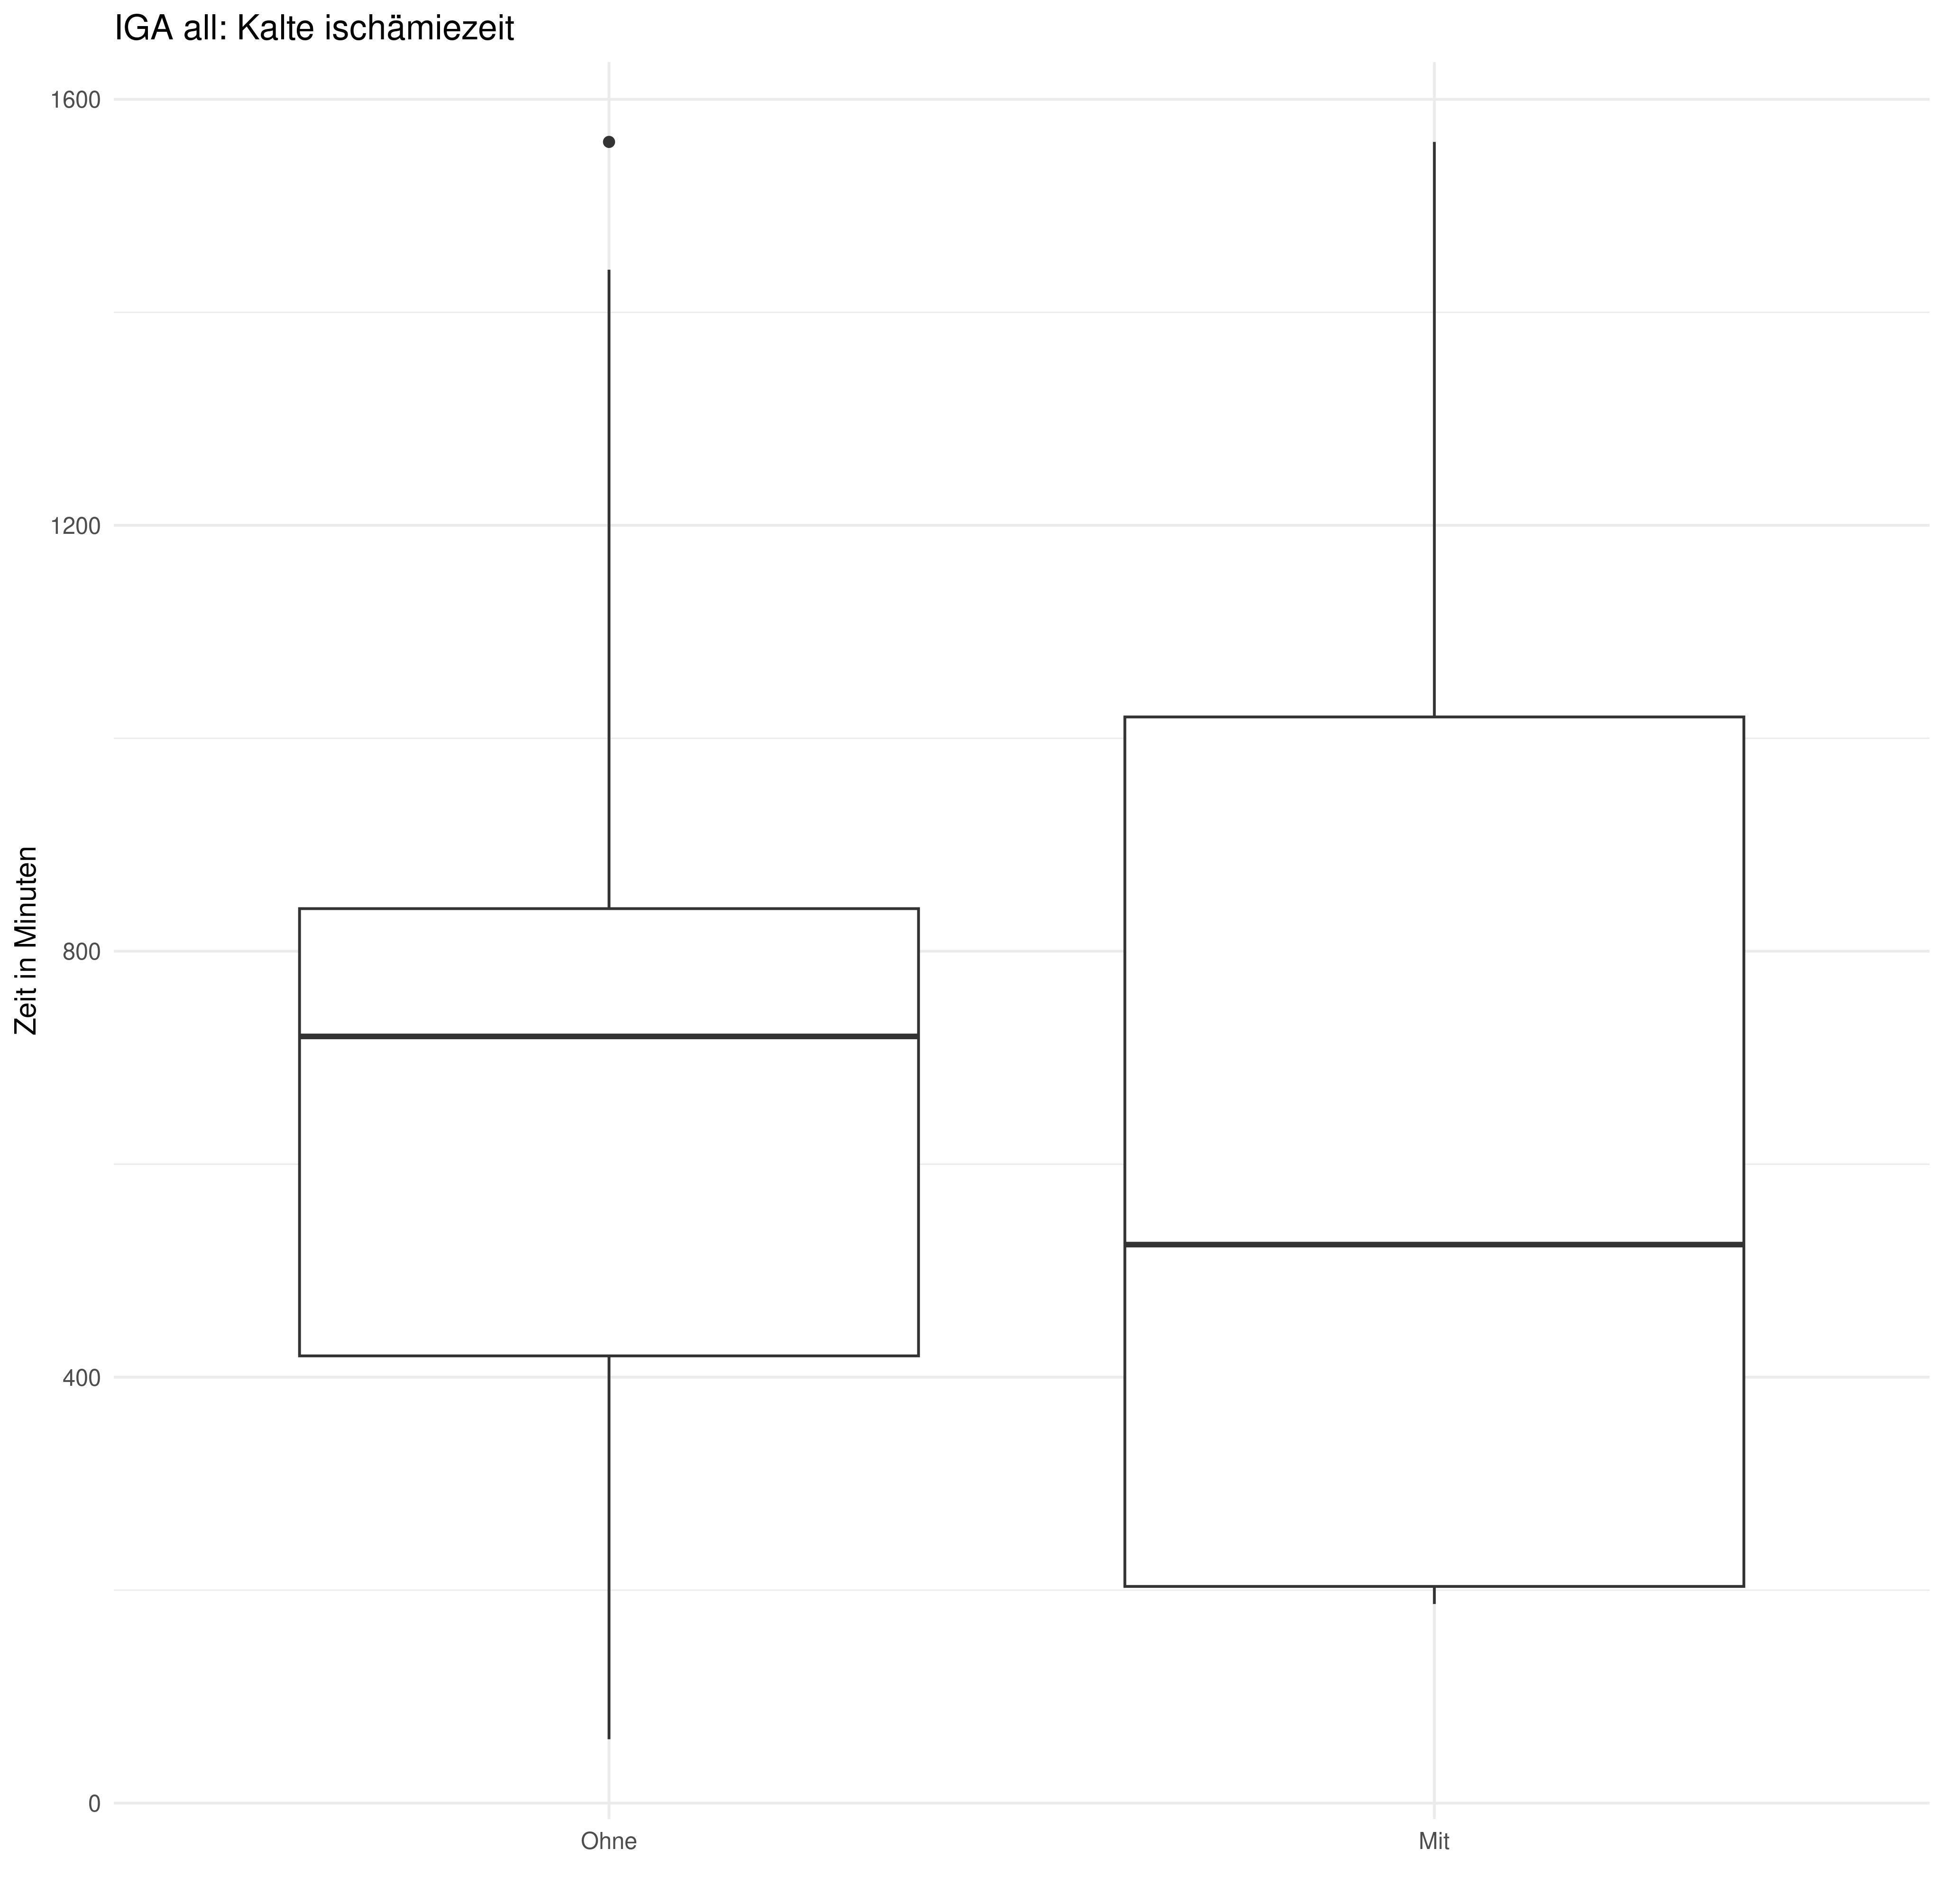 IGA all: Kalte ischämiezeit
1600
1200
800
400
0
Zeit in Minuten
Ohne
Mit